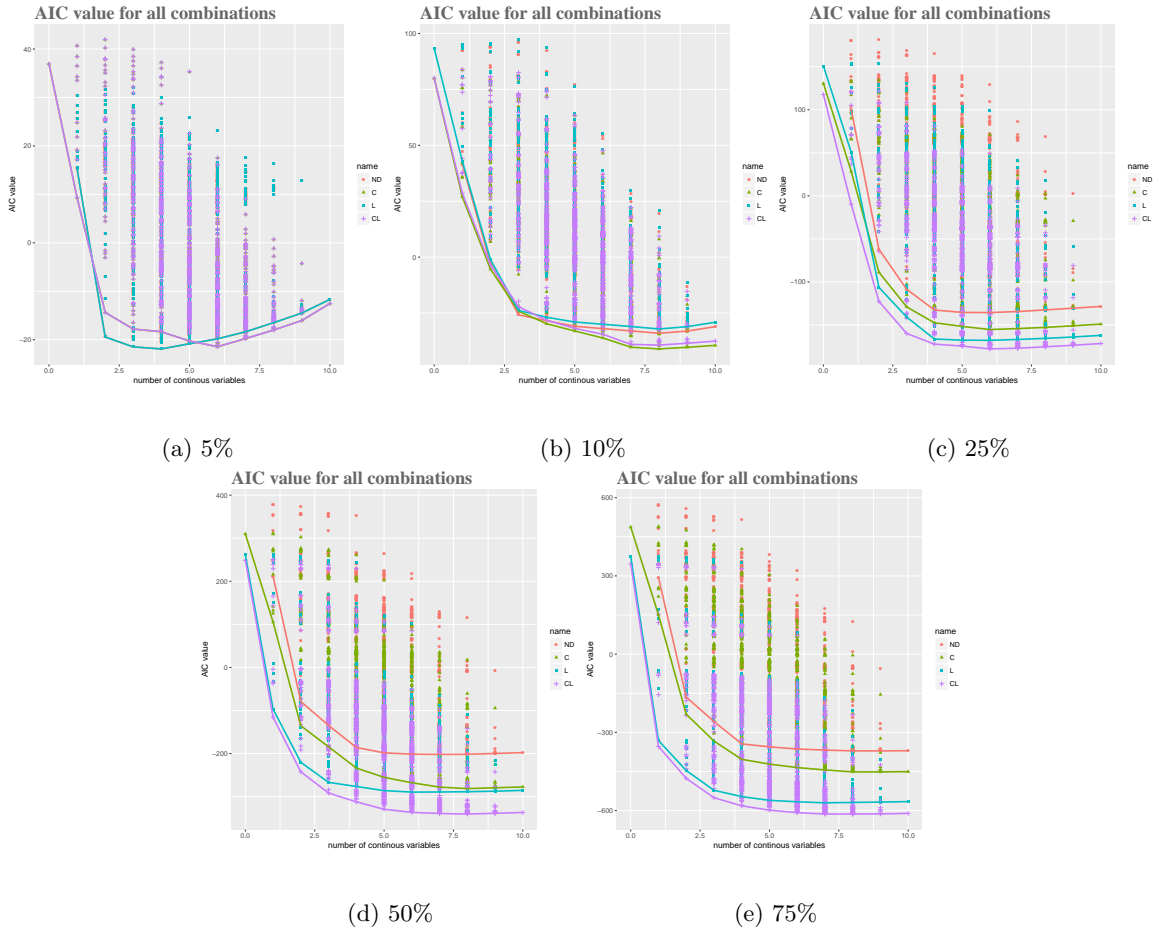 AIC value for all combinations
40
20
0
−20
AIC value
0.0 2.5 5.0 7.5 10.0
number of continous variables
name
ND
C
L
CL
(a) 5%
AIC value for all combinations
100
50
0
AIC value
0.0 2.5 5.0 7.5 10.0
number of continous variables
name
ND
C
L
CL
(b) 10%
AIC value for all combinations
100
0
−100
AIC value
0.0 2.5 5.0 7.5 10.0
number of continous variables
name
ND
C
L
CL
(c) 25%
AIC value for all combinations
400
200
0
−200
AIC value
0.0 2.5 5.0 7.5 10.0
number of continous variables
name
ND
C
L
CL
(d) 50%
AIC value for all combinations
600
300
0
−300
−600
AIC value
0.0 2.5 5.0 7.5 10.0
number of continous variables
name
ND
C
L
CL
(e) 75%